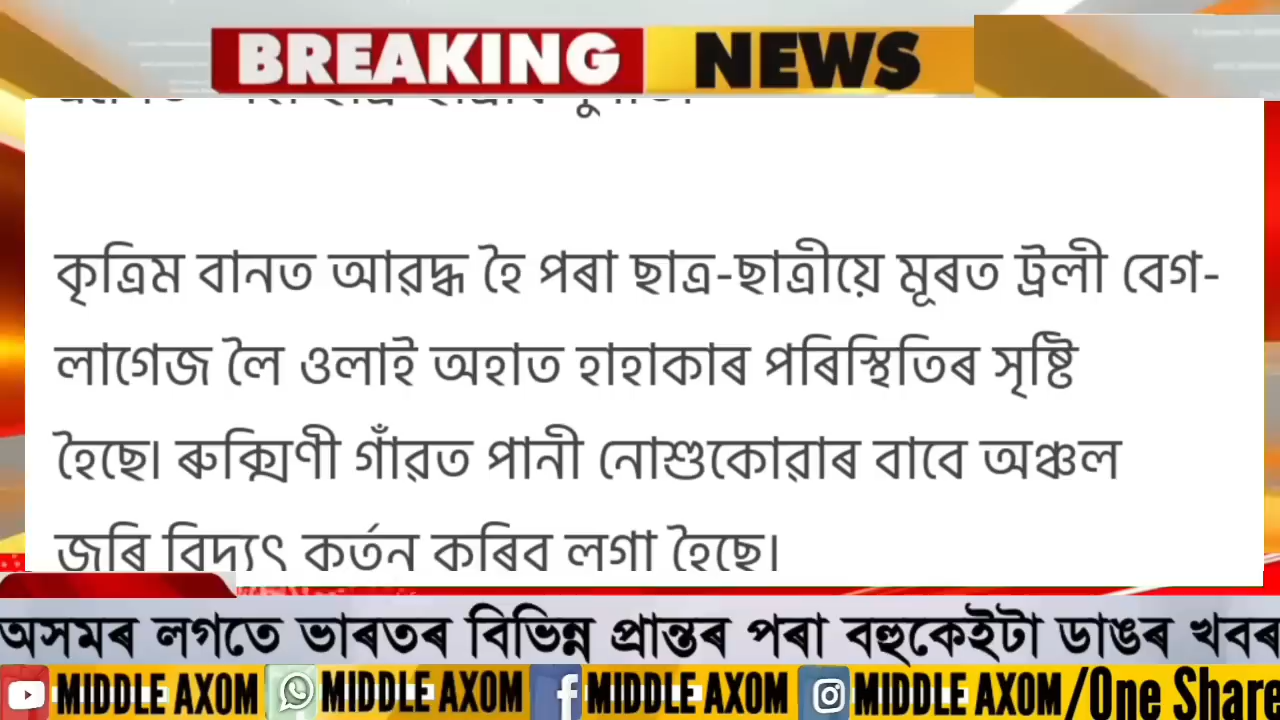 BREAKING NEWS
কৃত্ৰিম বানত আৱদ্ধ হৈ পৰা ছাত্ৰ-ছাত্ৰীয়ে মূৰত ট্ৰলী বেগ-
লাগেজ লৈ ওলাই অহাত হাহাকাৰ পৰিস্থিতিৰ সৃষ্টি
হৈছে৷ ৰুক্মিণী গাঁৱত পানী নোশুকোৱাৰ বাবে অঞ্চল
জুৰি বিদ্যুৎ কৰ্তন কৰিব লগা হৈছে।
অসমৰ লগতে ভাৰতৰ বিভিন্ন প্ৰান্তৰ পৰা বহুকেইটা ডাঙৰ খবৰ
MIDDLE AXOM MIDDLE AXOM MIDDLE AXOM MIDDLE AXOM/One Share